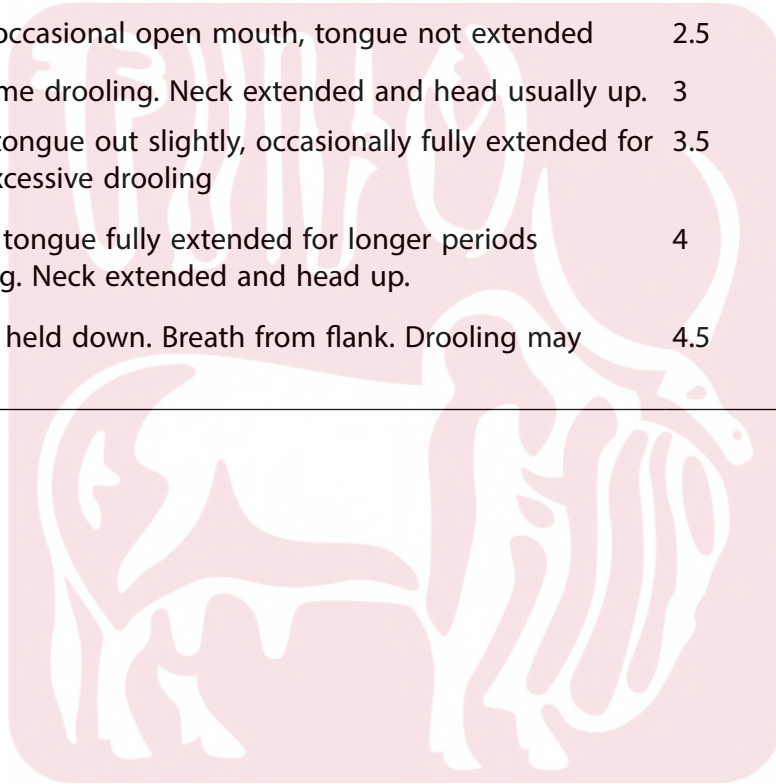 occasional open mouth, tongue not extended 2.5
me drooling. Neck extended and head usually up. 3
tongue out slightly, occasionally fully extended for 3.5
xcessive drooling
tongue fully extended for longer periods 4
g. Neck extended and head up.
held down. Breath from flank. Drooling may 4.5